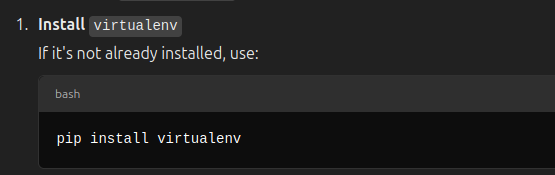 1. Install virtualenv
If it's not already installed, use:
bash
pip install virtualenv